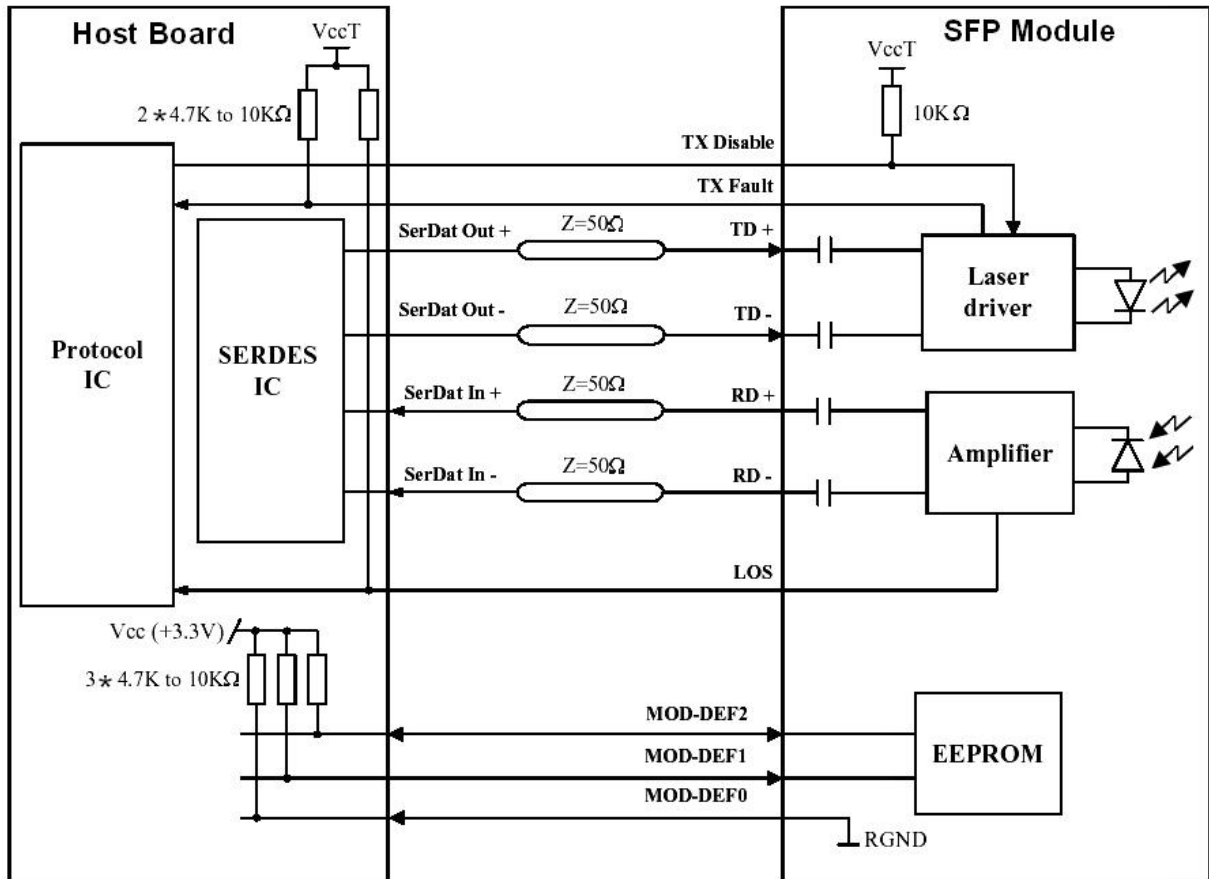 Host Board
SFP Module
VccT
VccT
2*4.7K to 10KΩ
10KΩ
TX Disable
TX Fault
SerDat Out +
Z=50Ω
TD +
Laser
driver
SerDat Out -
Z=50Ω
TD -
Protocol
IC
SERDES
IC
SerDat In +
Z=50Ω
RD +
Amplifier
SerDat In -
Z=50Ω
RD -
LOS
Vcc (+3.3V)
3*4.7K to 10KΩ
MOD-DEF2
MOD-DEF1
EEPROM
MOD-DEF0
RGND